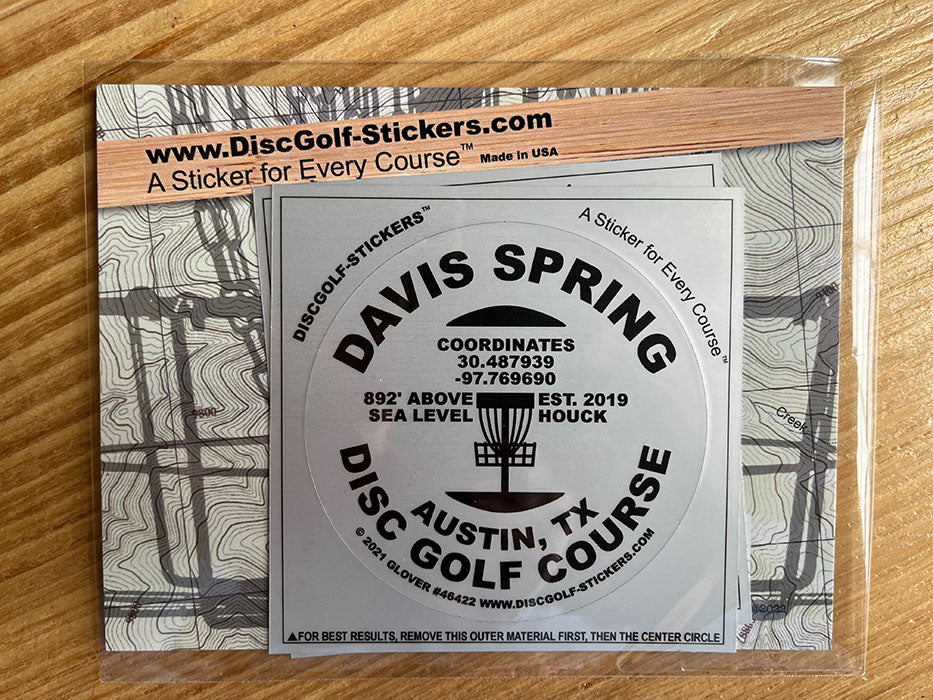 www.DiscGolf-Stickers.com
A Sticker for Every Course™ Made in USA
DISCGOLF-STICKERS™
A Sticker for Every Course™
DAVIS SPRING
COORDINATES
30.487939
-97.769690
892' ABOVE
SEA LEVEL
EST. 2019
HOUCK
AUSTIN, TX
DISC GOLF COURSE
© 2021 GLOVER #46422 WWW.DISCGOLF-STICKERS.COM
▲FOR BEST RESULTS, REMOVE THIS OUTER MATERIAL FIRST, THEN THE CENTER CIRCLE
9800
Creek